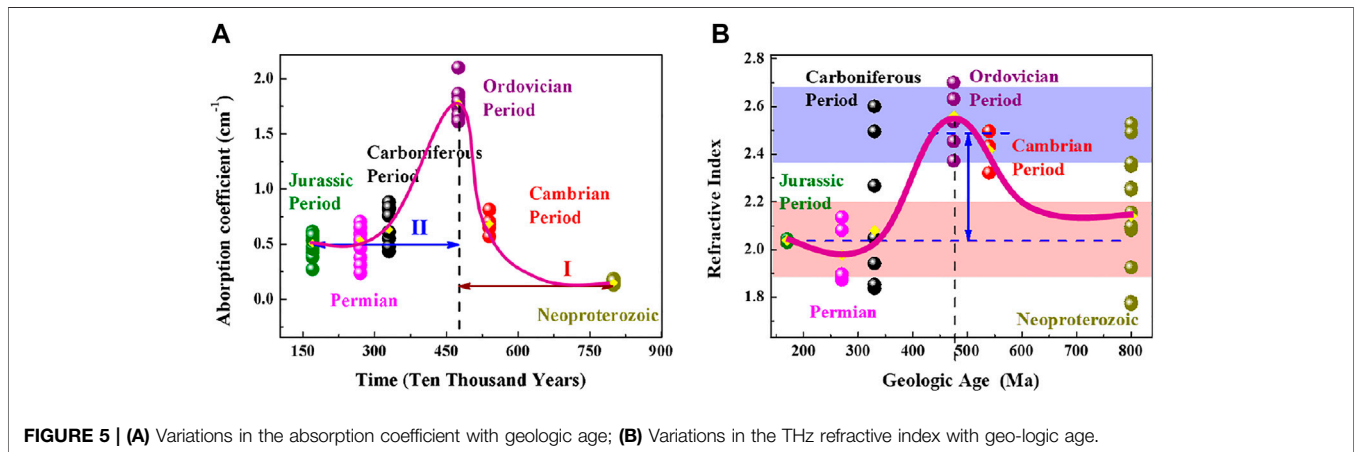 A
Aborption coefficient (cm-1)
2.0
1.5
1.0
0.5
0.0
Ordovician
Period
Carboniferous
Period
Jurassic
Period
Cambrian
Period
II
I
Permian
Neoproterozoic
150
300
450
600
750
900
Time (Ten Thousand Years)
B
Refractive Index
2.8
2.6
2.4
2.2
2.0
1.8
1.6
Carboniferous
Period
Ordovician
Period
Cambrian
Period
Jurassic
Period
Permian
Neoproterozoic
200
300
400
500
600
700
800
Geologic Age (Ma)
FIGURE 5 | (A) Variations in the absorption coefficient with geologic age; (B) Variations in the THz refractive index with geo-logic age.